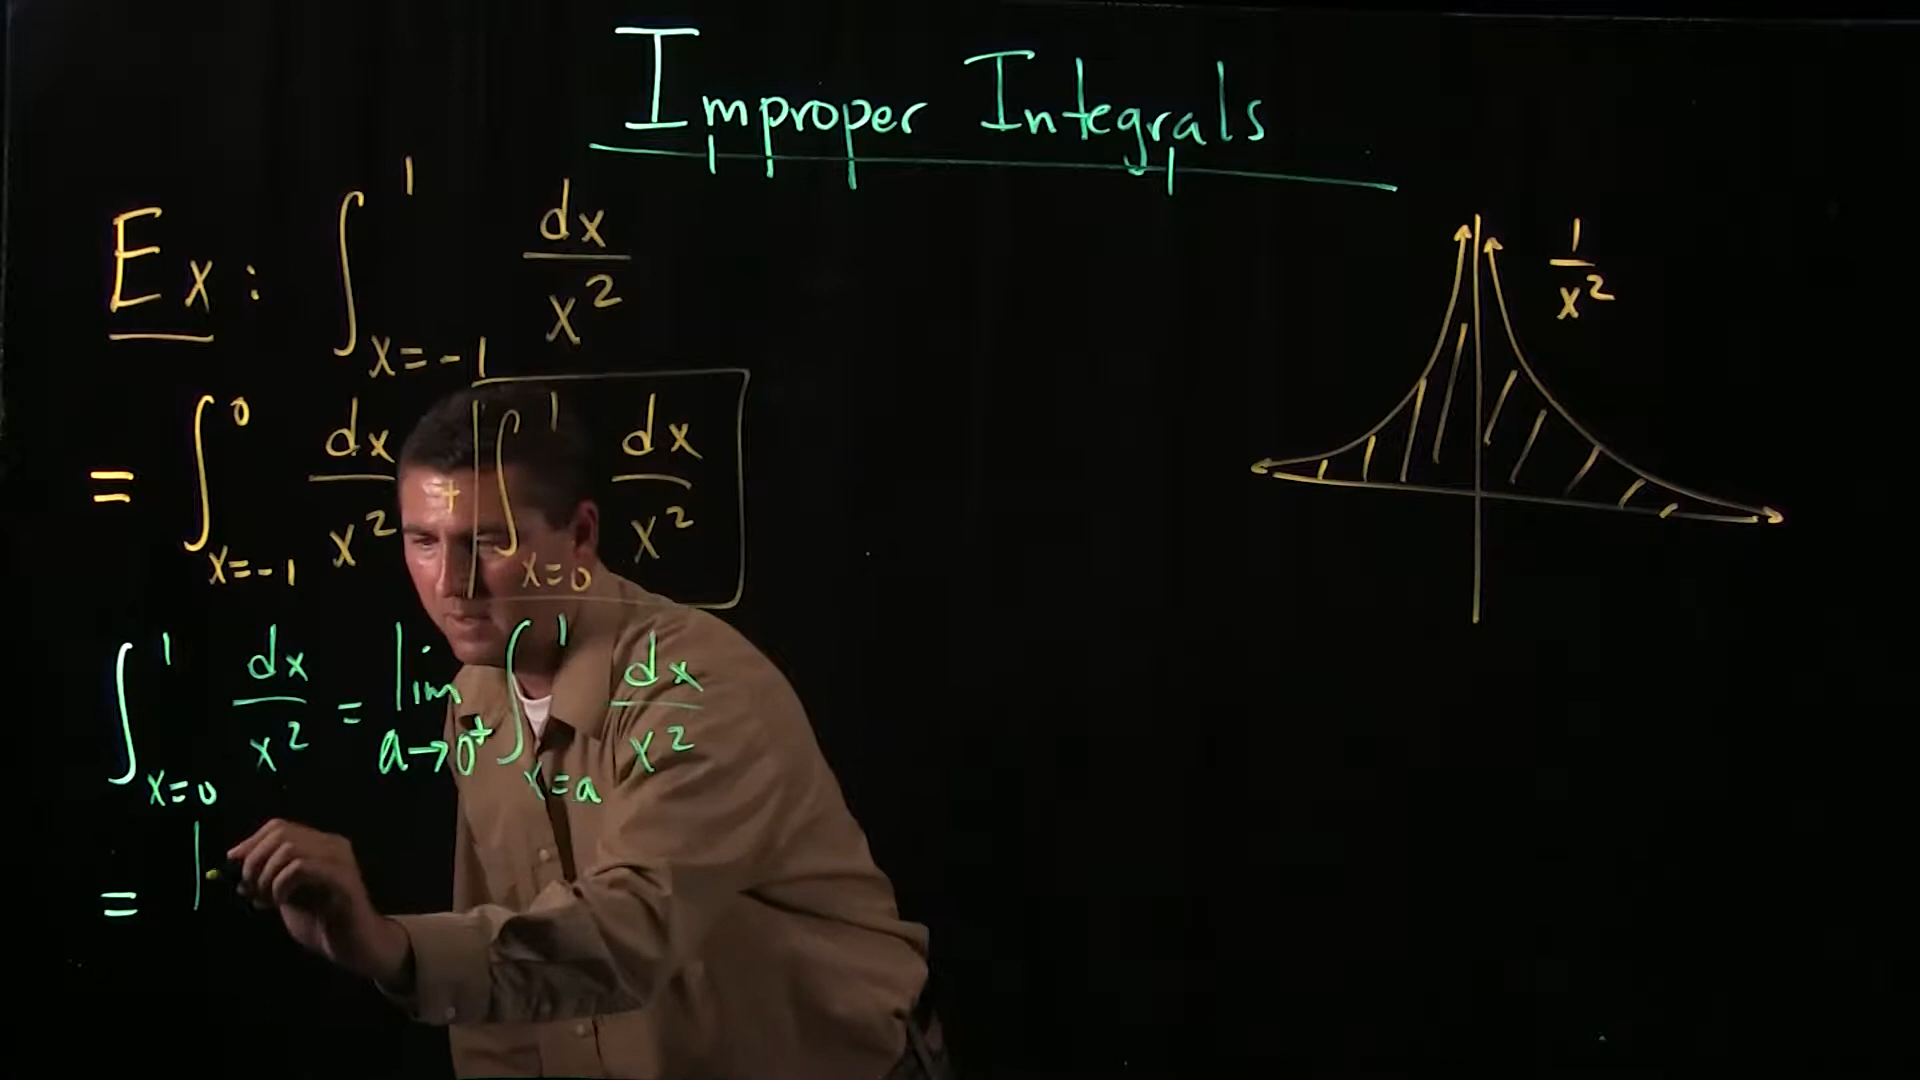 Improper Integrals
Ex: ∫_{x=-1}^{1} dx/x²
1/x²
= ∫_{x=-1}^{0} dx/x² + ∫_{x=0}^{1} dx/x²
∫_{x=0}^{1} dx/x² = lim_{a→0⁺} ∫_{x=a}^{1} dx/x²
=